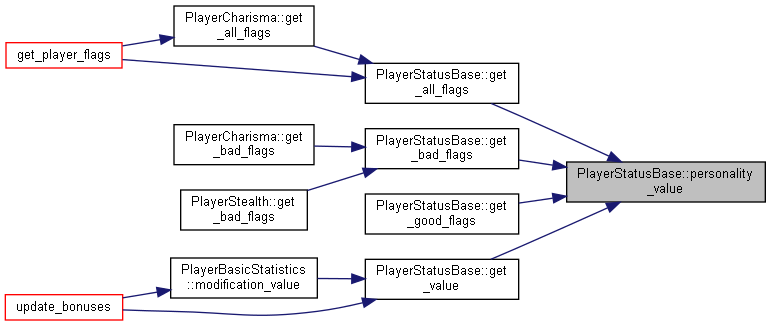 PlayerCharisma::get
_all_flags
get_player_flags
PlayerStatusBase::get
_all_flags
PlayerCharisma::get
_bad_flags
PlayerStatusBase::get
_bad_flags
PlayerStatusBase::personality
_value
PlayerStealth::get
_bad_flags
PlayerStatusBase::get
_good_flags
PlayerBasicStatistics
::modification_value
PlayerStatusBase::get
_value
update_bonuses